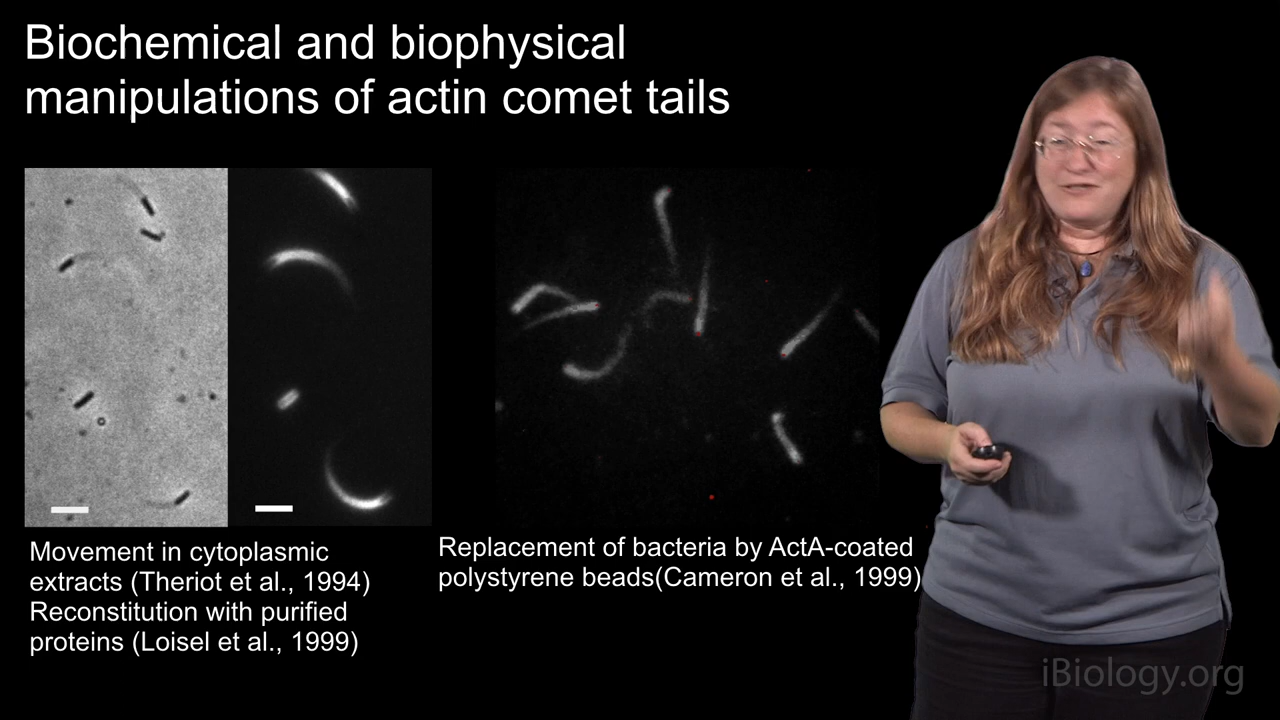 Biochemical and biophysical
manipulations of actin comet tails
Movement in cytoplasmic
extracts (Theriot et al., 1994)
Reconstitution with purified
proteins (Loisel et al., 1999)
Replacement of bacteria by ActA-coated
polystyrene beads(Cameron et al., 1999)
iBiology.org